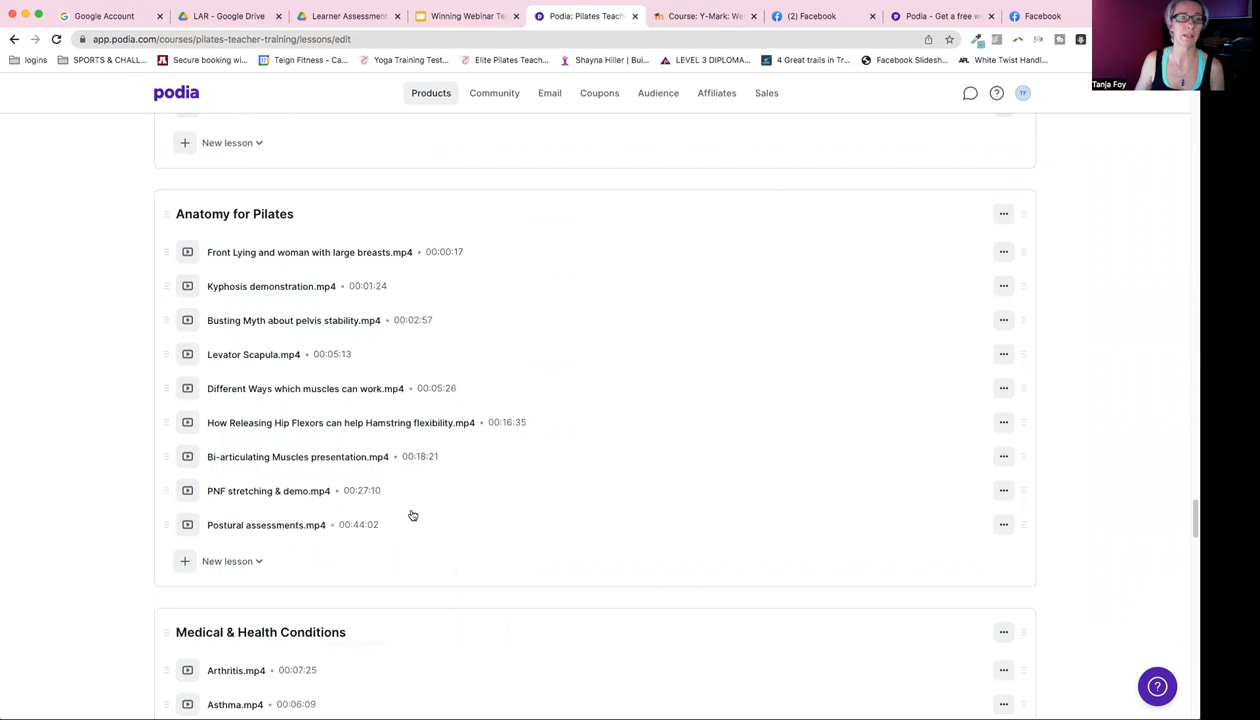 Google Account
LAR - Google Drive
Learner Assessment
Winning Webinar Te
Podia: Pilates Teach
Course: Y-Mark: We
(2) Facebook
Podia - Get a free w
Facebook
app.podia.com/courses/pilates-teacher-training/lessons/edit
logins
SPORTS & CHALL...
Secure booking wi...
Teign Fitness - Ca...
Yoga Training Test...
Elite Pilates Teach...
Shayna Hiller | Bui...
LEVEL 3 DIPLOMA...
4 Great trails in Tr...
Facebook Slidesh...
APL White Twist Handl...
Tanja Foy
podia
Products
Community
Email
Coupons
Audience
Affiliates
Sales
TF
New lesson
Anatomy for Pilates
Front Lying and woman with large breasts.mp4 • 00:00:17
Kyphosis demonstration.mp4 • 00:01:24
Busting Myth about pelvis stability.mp4 • 00:02:57
Levator Scapula.mp4 • 00:05:13
Different Ways which muscles can work.mp4 • 00:05:26
How Releasing Hip Flexors can help Hamstring flexibility.mp4 • 00:16:35
Bi-articulating Muscles presentation.mp4 • 00:18:21
PNF stretching & demo.mp4 • 00:27:10
Postural assessments.mp4 • 00:44:02
New lesson
Medical & Health Conditions
Arthritis.mp4 • 00:07:25
Asthma.mp4 • 00:06:09